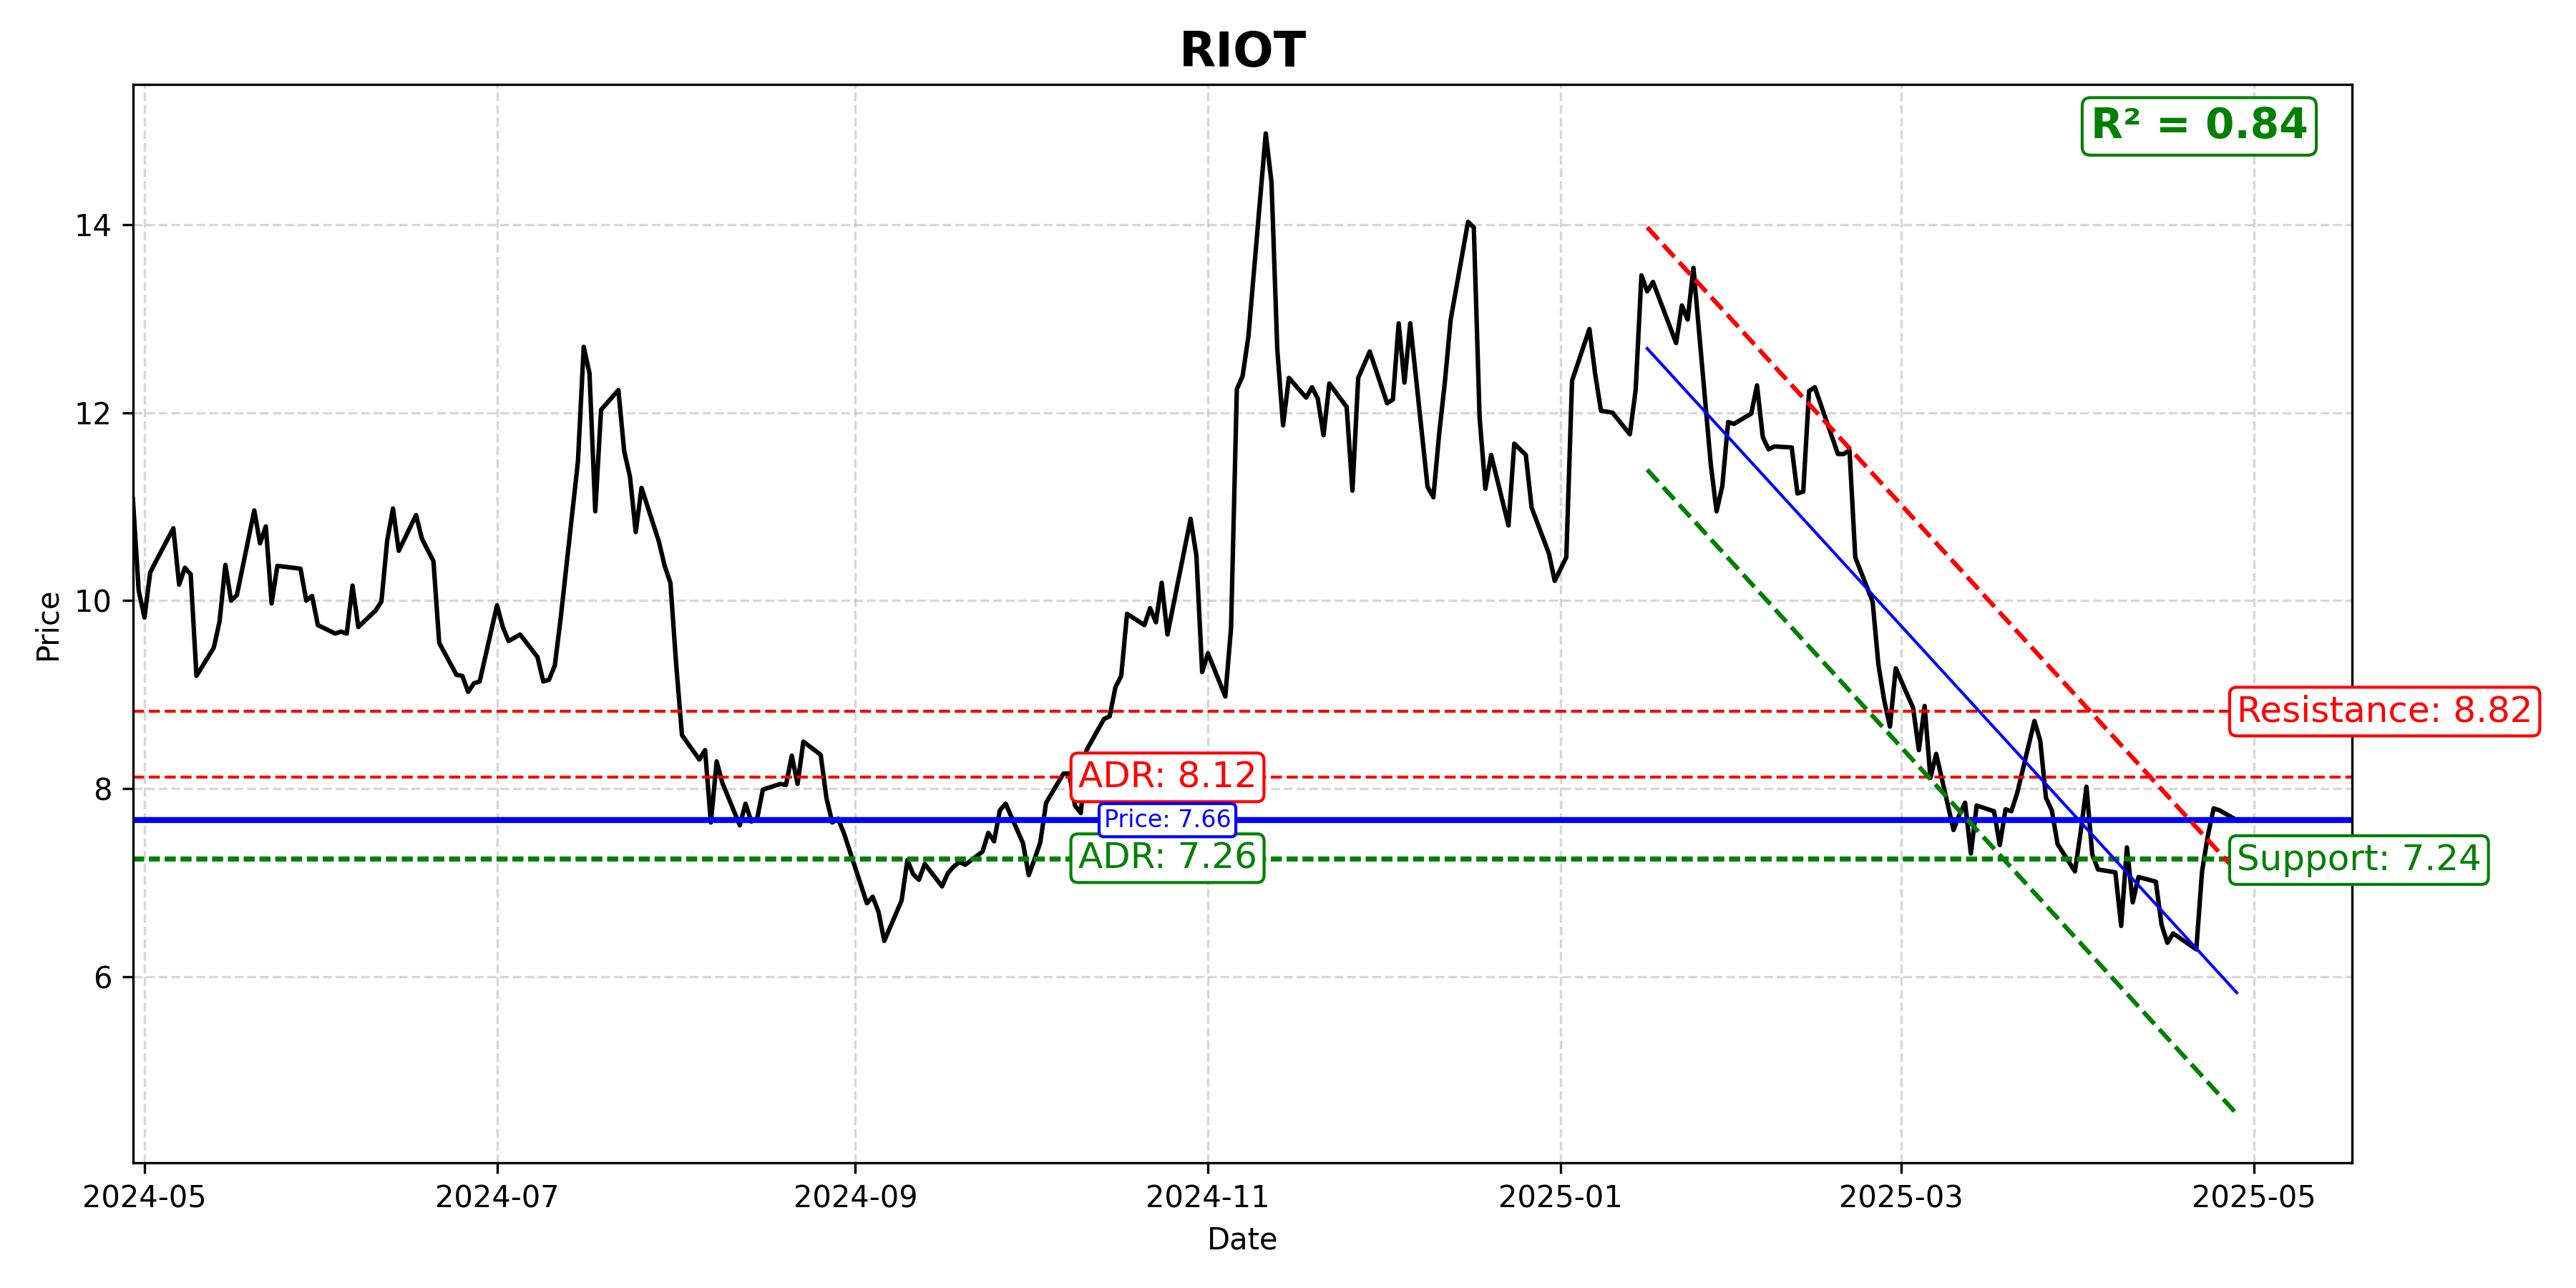 RIOT
R² = 0.84
14
12
10
8
6
Price
Resistance: 8.82
ADR: 8.12
Price: 7.66
ADR: 7.26
Support: 7.24
2024-05
2024-07
2024-09
2024-11
2025-01
2025-03
2025-05
Date